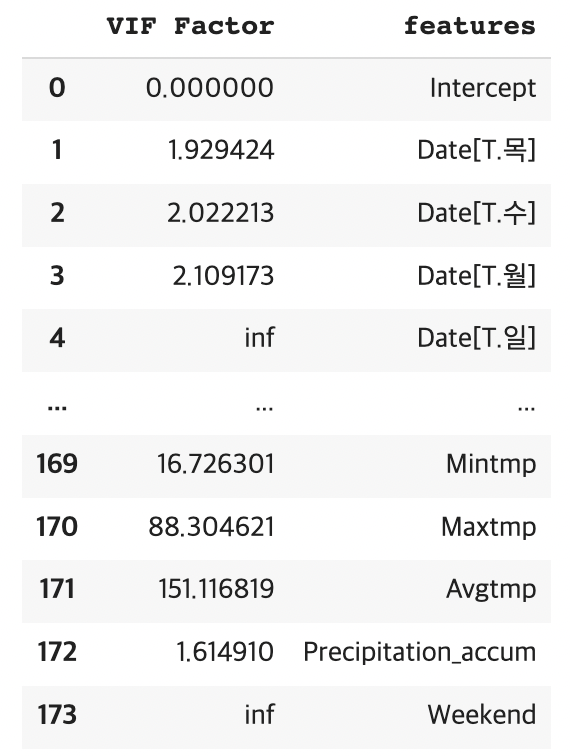 VIF Factor features
0 0.000000 Intercept
1 1.929424 Date[T.목]
2 2.022213 Date[T.수]
3 2.109173 Date[T.월]
4 inf Date[T.일]
... ... ...
169 16.726301 Mintmp
170 88.304621 Maxtmp
171 151.116819 Avgtmp
172 1.614910 Precipitation_accum
173 inf Weekend